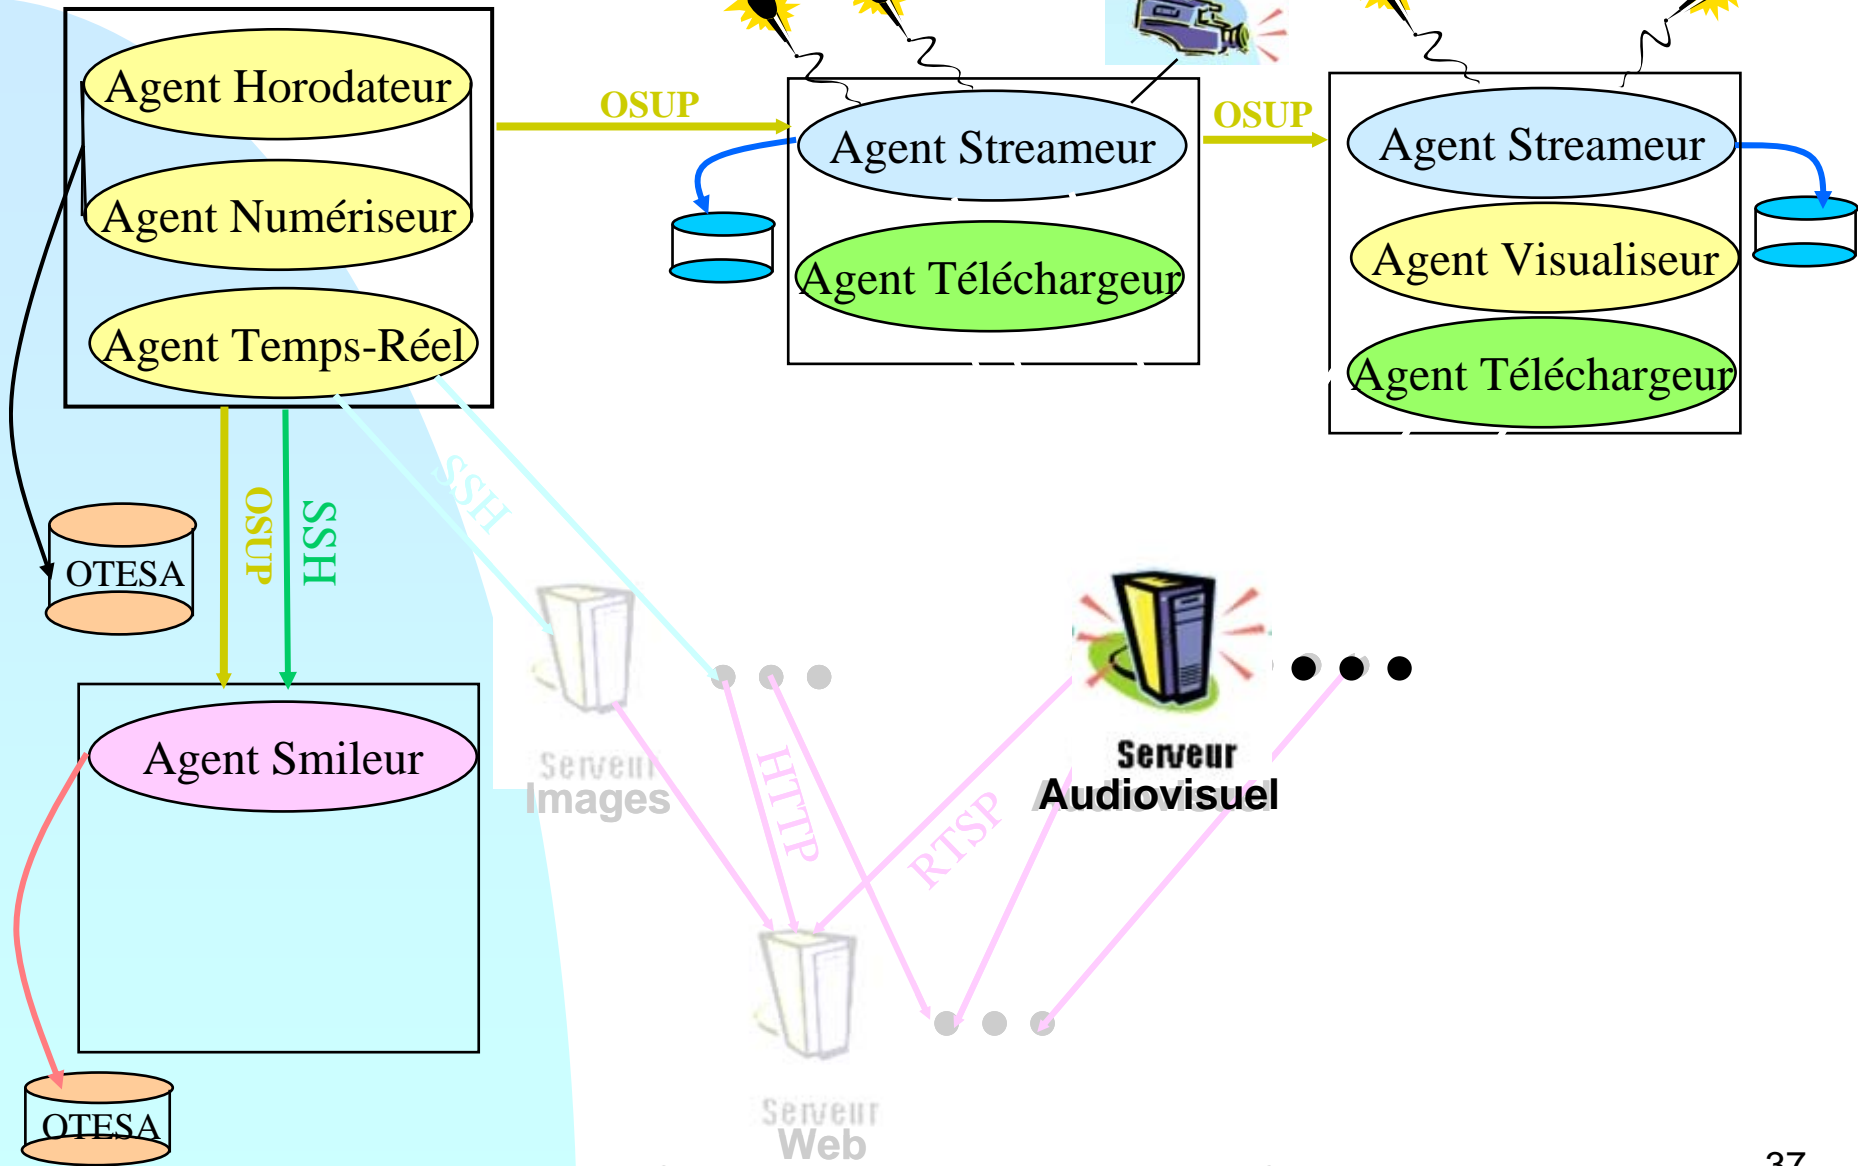 Agent Horodateur
Agent Numériseur
Agent Temps-Réel
OSUP
Agent Streameur
Agent Téléchargeur
OSUP
Agent Streameur
Agent Visualiseur
Agent Téléchargeur
OSUP
SSH
SSH
OTESA
Agent Smileur
OTESA
Serveur
Images
HTTP
RTSP
Serveur
Audiovisuel
Serveur
Web
37